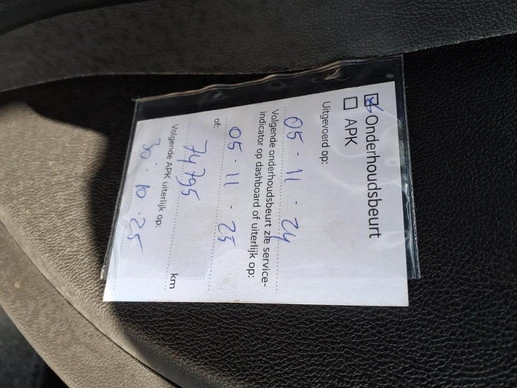 ☑ Onderhoudsbeurt
☐ APK
Uitgevoerd op:
05 - 11 - 24
Volgende onderhoudsbeurt zie service-
indicator op dashboard of uiterlijk op:
05 - 11 - 25
of:
74795 km
Volgende APK uiterlijk op:
30-10-25